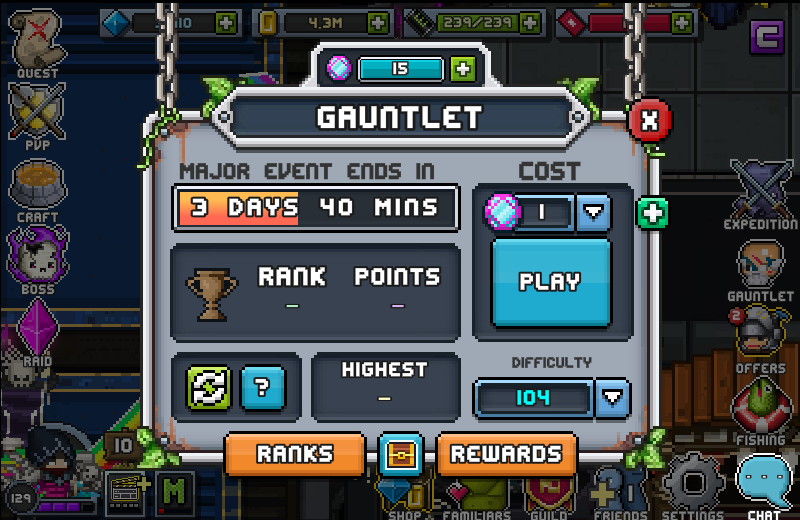 4.3M
239/239
15
QUEST
PVP
CRAFT
BOSS
RAID
GAUNTLET
X
MAJOR EVENT ENDS IN
3 DAYS 40 MINS
COST
1
PLAY
RANK
POINTS
-
-
?
HIGHEST
-
DIFFICULTY
104
RANKS
REWARDS
EXPEDITION
GAUNTLET
2
OFFERS
FISHING
10
129
M
SHOP
FAMILIARS
GUILD
FRIENDS
SETTINGS
CHAT